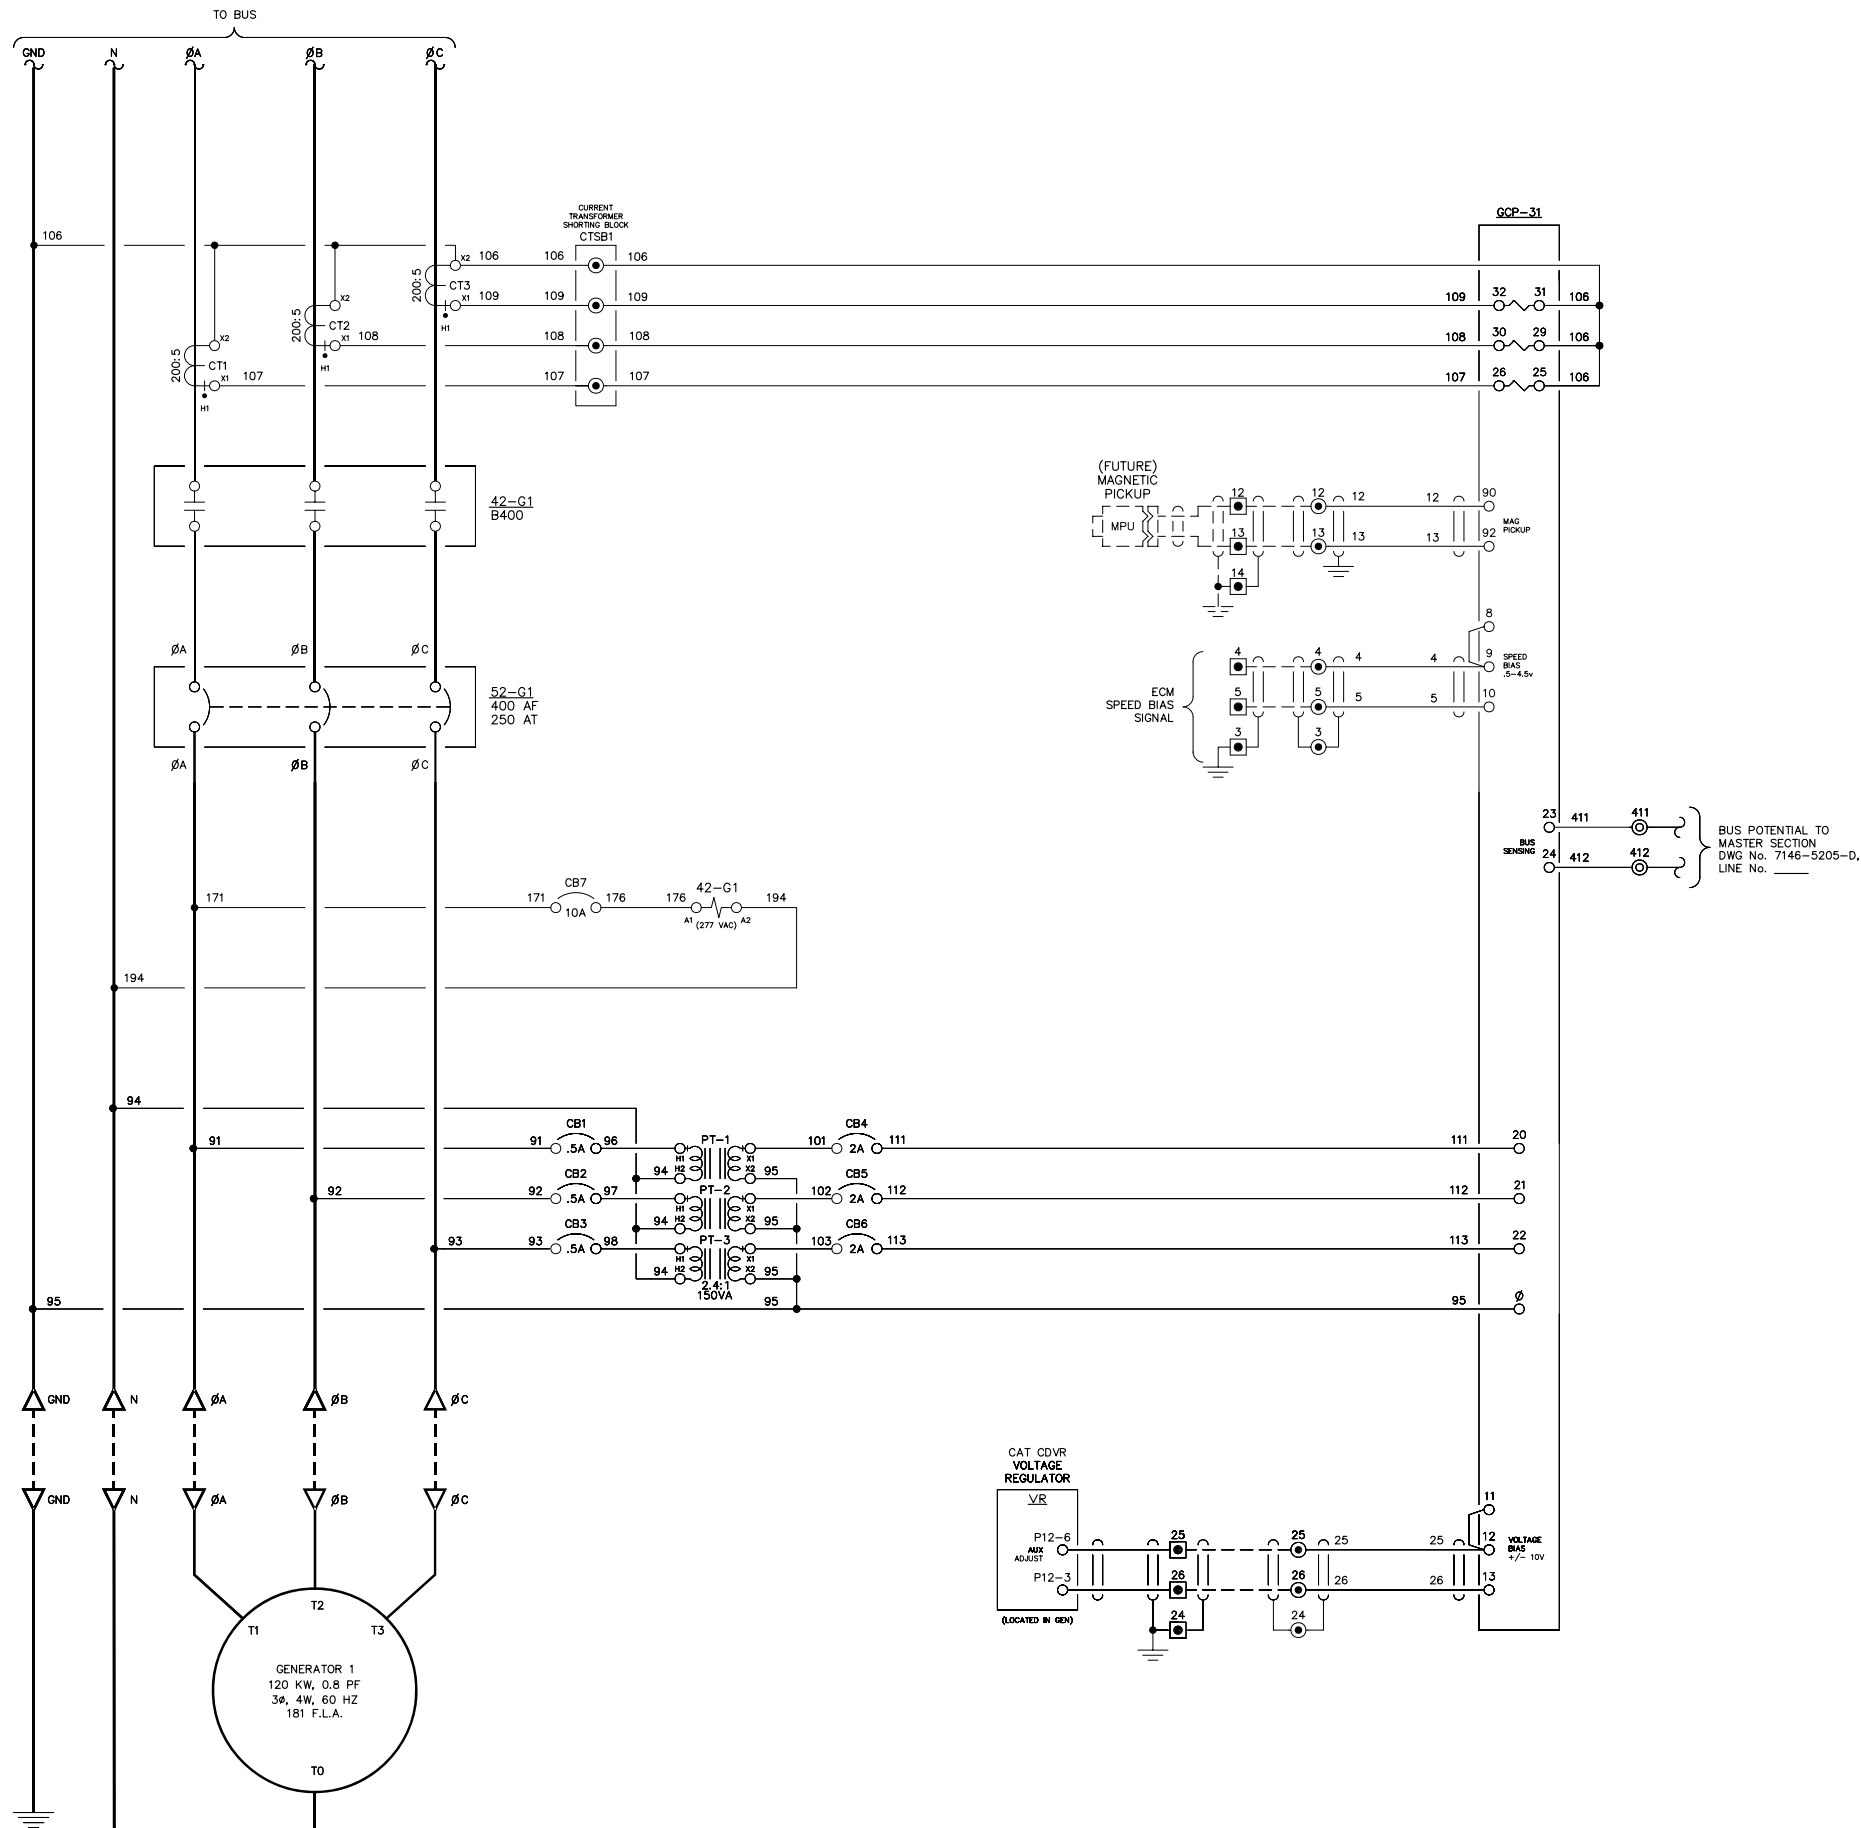 TO BUS
GND N ØA ØB ØC
GCP-31
CURRENT
TRANSFORMER
SHORTING BLOCK
CTSB1
106
X2 106 106 106
200:5 CT3
X1 109 109 109 109 32 31 106
H1
X2
200:5 CT2
X1 108 108 108 108 30 29 106
H1
X2
200:5 CT1
X1 107 107 107 107 26 25 106
H1
(FUTURE)
MAGNETIC
PICKUP
MPU
12 12 12 12 90
MAG
PICKUP
13 13 13 13 92
14
42-G1
B400
8
ECM
SPEED BIAS
SIGNAL
4 4 4 4 9
SPEED
BIAS
.5-4.5v
5 5 5 5 10
3 3
ØA ØB ØC
52-G1
400 AF
250 AT
ØA ØB ØC
23 411 411
BUS
SENSING
24 412 412
BUS POTENTIAL TO
MASTER SECTION
DWG No. 7146-5205-D,
LINE No. _____
171 171 CB7 176 176 42-G1 194
10A
A1 (277 VAC) A2
194
94
91 91 CB1 96 PT-1 101 CB4 111 111 20
.5A 2A
H1 X1
94 H2 X2 95
92 92 CB2 97 PT-2 102 CB5 112 112 21
.5A 2A
H1 X1
94 H2 X2 95
93 93 CB3 98 PT-3 103 CB6 113 113 22
.5A 2A
H1 X1
94 H2 X2 95
2.4:1
150VA
95 95 95 Ø
GND N ØA ØB ØC
GND N ØA ØB ØC
CAT CDVR
VOLTAGE
REGULATOR
VR
P12-6
AUX
ADJUST
P12-3
(LOCATED IN GEN)
11
25 25 25 25 12
VOLTAGE
BIAS
+/- 10V
26 26 26 26 13
24 24
T1 T2 T3
GENERATOR 1
120 KW, 0.8 PF
3ø, 4W, 60 HZ
181 F.L.A.
T0